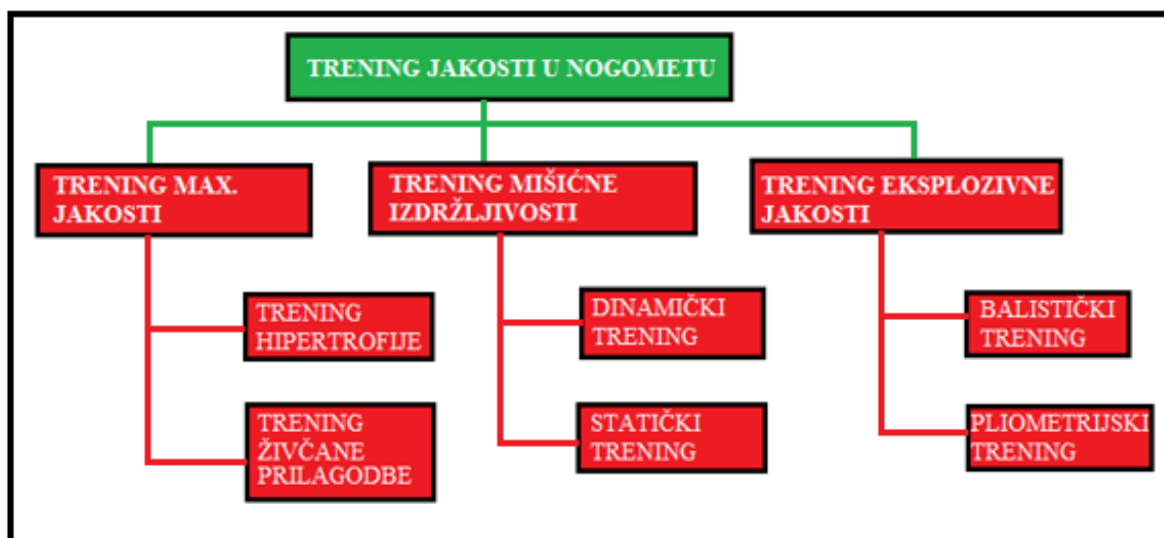 TRENING JAKOSTI U NOGOMETU
TRENING MAX.
JAKOSTI
TRENING HIPERTROFIJE
TRENING
ŽIVČANE
PRILAGODBE
TRENING MIŠIĆNE
IZDRŽLJIVOSTI
DINAMIČKI
TRENING
STATIČKI
TRENING
TRENING EKSPLOZIVNE
JAKOSTI
BALISTIČKI
TRENING
PLIOMETRIJSKI
TRENING